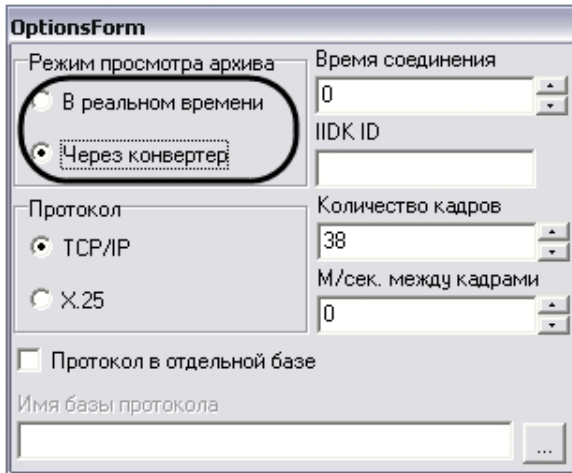 OptionsForm
Режим просмотра архива
В реальном времени
Через конвертер
Время соединения
0
IIDK ID
Протокол
TCP/IP
X.25
Количество кадров
38
М/сек. между кадрами
0
Протокол в отдельной базе
Имя базы протокола
...